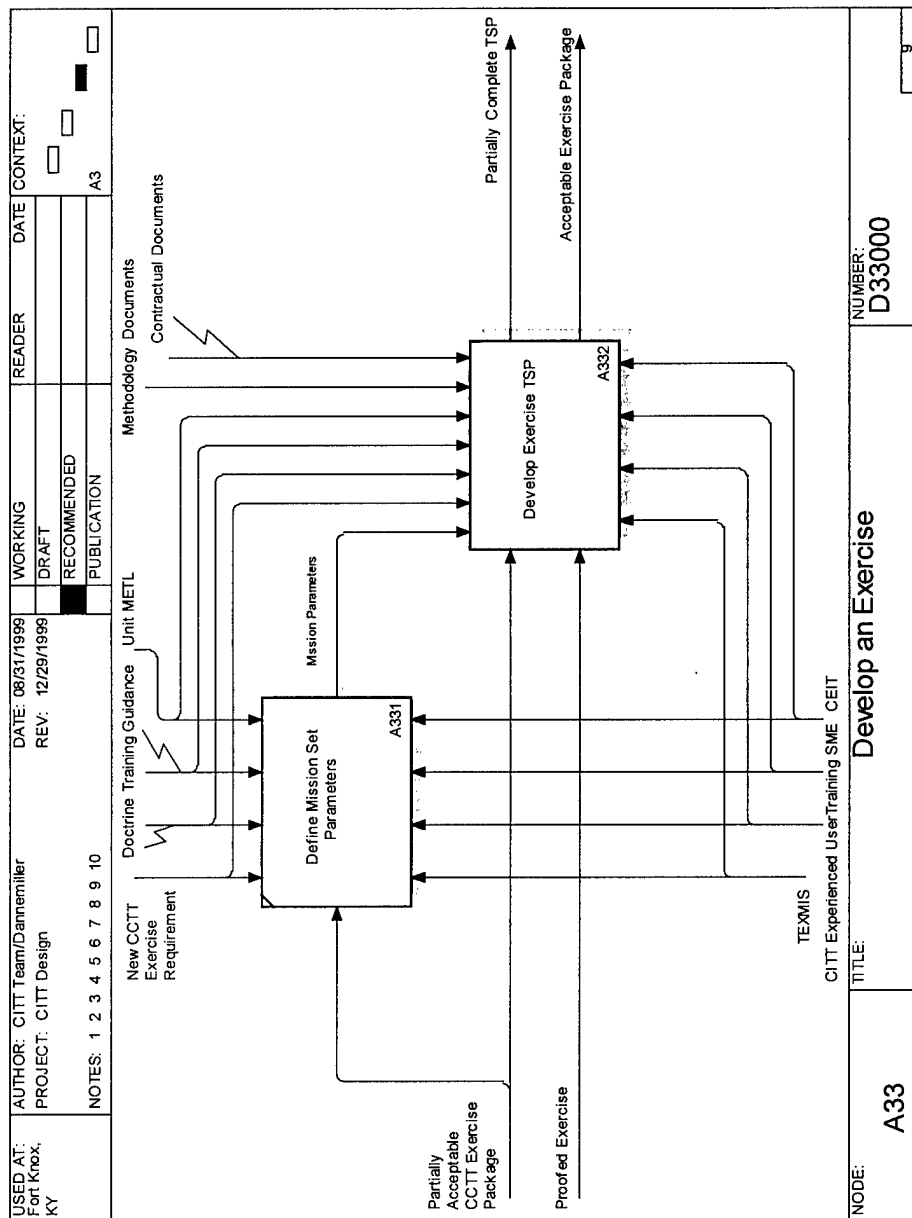 USED AT:
Fort Knox,
KY
AUTHOR: CITT Team/Dannemiller
PROJECT: CITT Design
NOTES: 1 2 3 4 5 6 7 8 9 10
DATE: 08/31/1999
REV: 12/29/1999
WORKING
DRAFT
RECOMMENDED
PUBLICATION
READER
DATE
CONTEXT:
A3
New CCTT
Exercise
Requirement
Doctrine
Training Guidance
Unit METL
Methodology Documents
Contractual Documents
Define Mission Set
Parameters
A331
Mission Parameters
Develop Exercise TSP
A332
Partially Complete TSP
Acceptable Exercise Package
Partially
Acceptable
CCTT Exercise
Package
Proofed Exercise
TEXMIS
CITT Experienced User
Training SME
CEIT
NODE:
A33
TITLE:
Develop an Exercise
NUMBER:
D33000